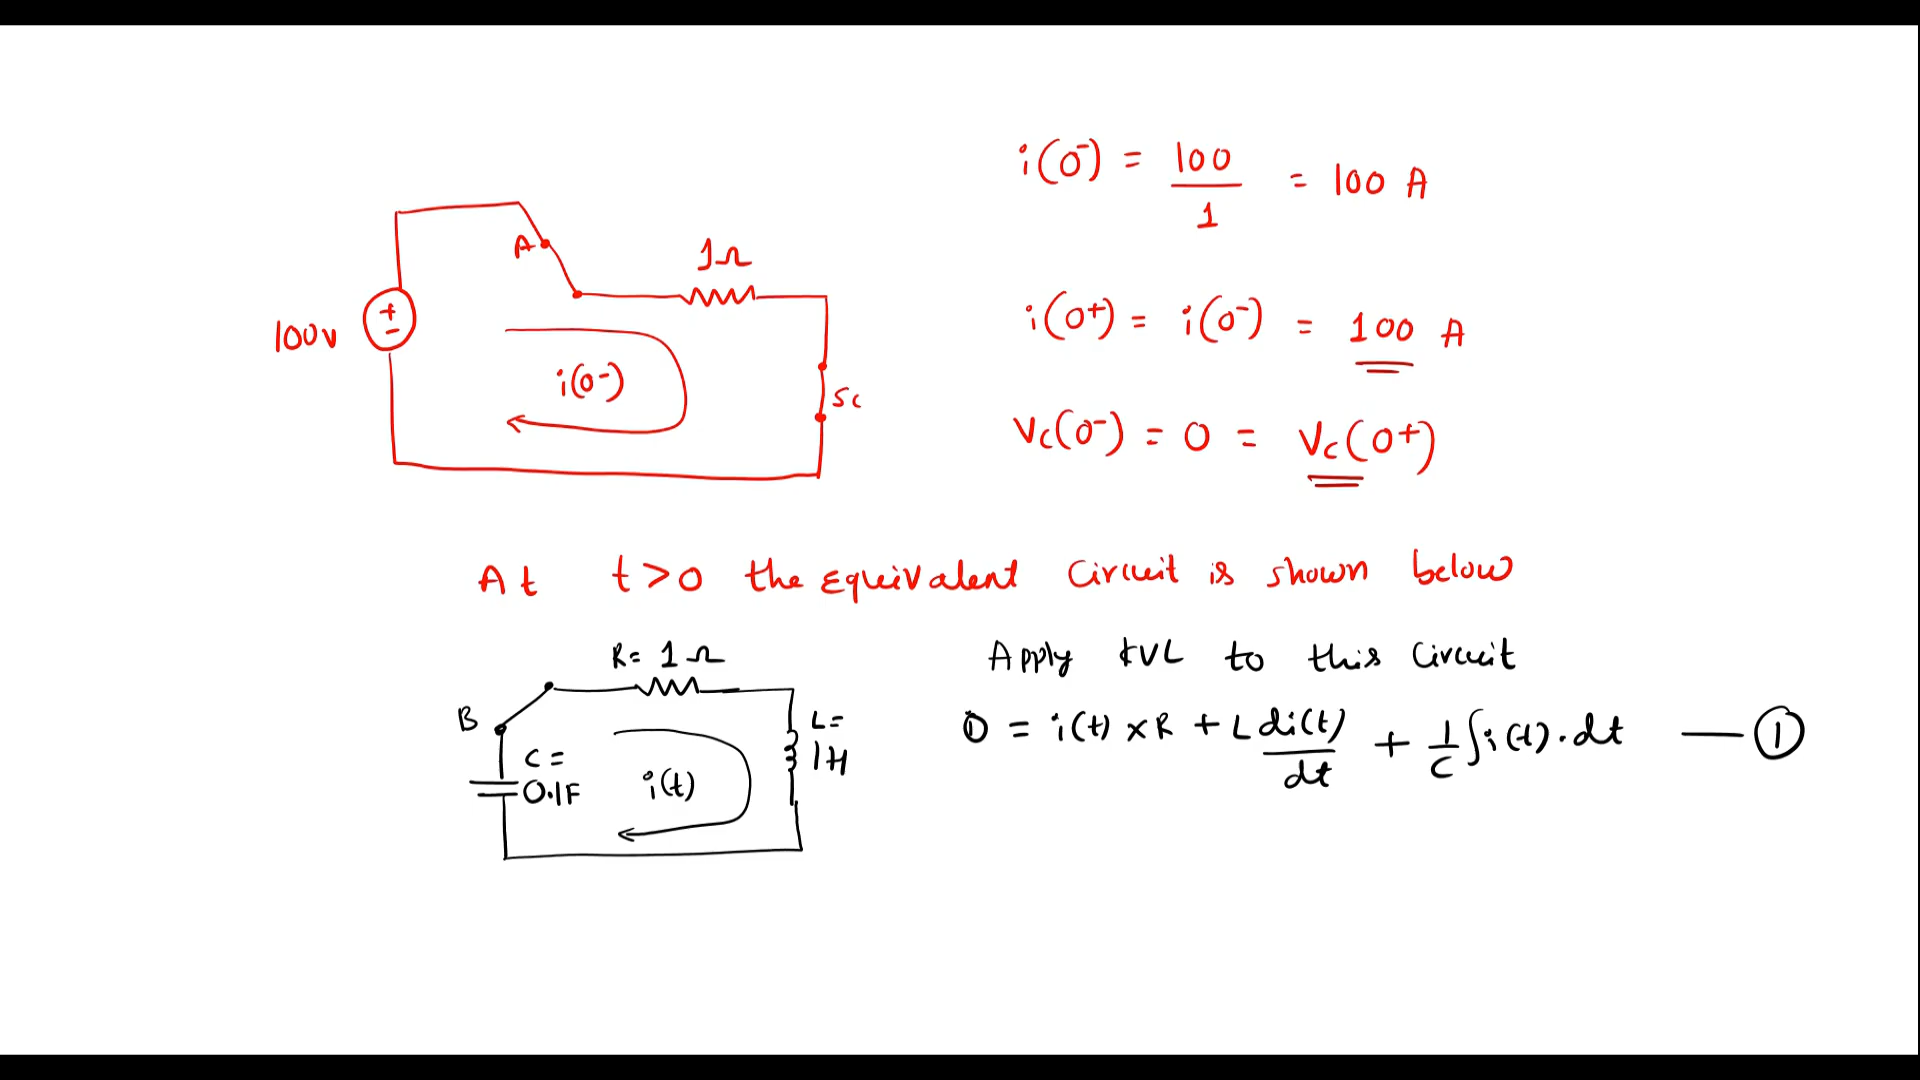 i(0⁻) = 100/1 = 100 A
A
1Ω
100v
+
-
i(0⁻)
Sc
i(0+) = i(0⁻) = 100 A
Vc(0⁻) = 0 = Vc(0+)
At t>0 the equivalent circuit is shown below
R= 1Ω
B
C =
0.1F
i(t)
L=
1H
Apply KVL to this circuit
0 = i(t) × R + L di(t)/dt + 1/C ∫i(t).dt — ①